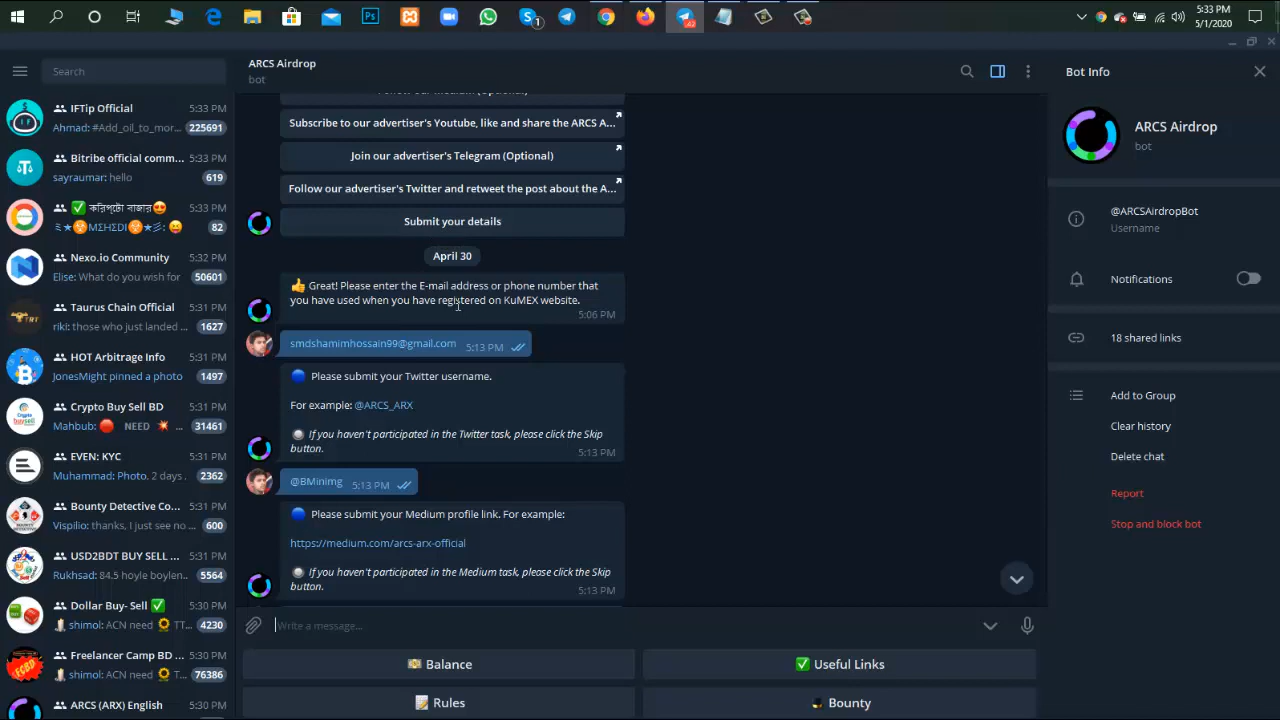 Ps
1
.42
5:33 PM
5/1/2020
Search
IFTip Official 5:33 PM
Ahmad: #Add_oil_to_mor... 225691
Bitribe official comm... 5:33 PM
sayraumar: hello 619
✅ ক্রিপ্টো বাজার😍 5:33 PM
82
Nexo.io Community 5:32 PM
Elise: Do you wish for 50601
Taurus Chain Official 5:31 PM
riki: those who just landed ... 1627
HOT Arbitrage Info 5:31 PM
JonesMight pinned a photo 1497
Crypto Buy Sell BD 5:31 PM
Mahbub: 🔴 NEED 💥 ... 31461
EVEN: KYC 5:31 PM
Muhammad: Photo. 2 days . 2362
Bounty Detective Co... 5:31 PM
Vispilio: thanks, I just see no ... 600
USD2BDT BUY SELL ... 5:31 PM
Rukhsad: 84.5 hoyle boylen.. 5564
Dollar Buy- Sell ✅ 5:30 PM
shimol: ACN need 🌻 TT... 4230
Freelancer Camp BD ... 5:30 PM
shimol: ACN need 🌻 T... 76386
ARCS (ARX) English 5:30 PM
ARCS Airdrop
bot
Follow our Medium (Optional)
Subscribe to our advertiser's Youtube, like and share the ARCS A...
Join our advertiser's Telegram (Optional)
Follow our advertiser's Twitter and retweet the post about the A...
Submit your details
April 30
👍 Great! Please enter the E-mail address or phone number that
you have used when you have registered on KuMEX website.
5:06 PM
smdshamimhossain99@gmail.com 5:13 PM
🔵 Please submit your Twitter username.
For example: @ARCS_ARX
If you haven't participated in the Twitter task, please click the Skip
button. 5:13 PM
@BMinimg 5:13 PM
🔵 Please submit your Medium profile link. For example:
https://medium.com/arcs-arx-official
If you haven't participated in the Medium task, please click the Skip
button. 5:13 PM
Write a message...
Balance
✅ Useful Links
📝 Rules
Bounty
Bot Info
ARCS Airdrop
bot
@ARCSAirdropBot
Username
Notifications
18 shared links
Add to Group
Clear history
Delete chat
Report
Stop and block bot